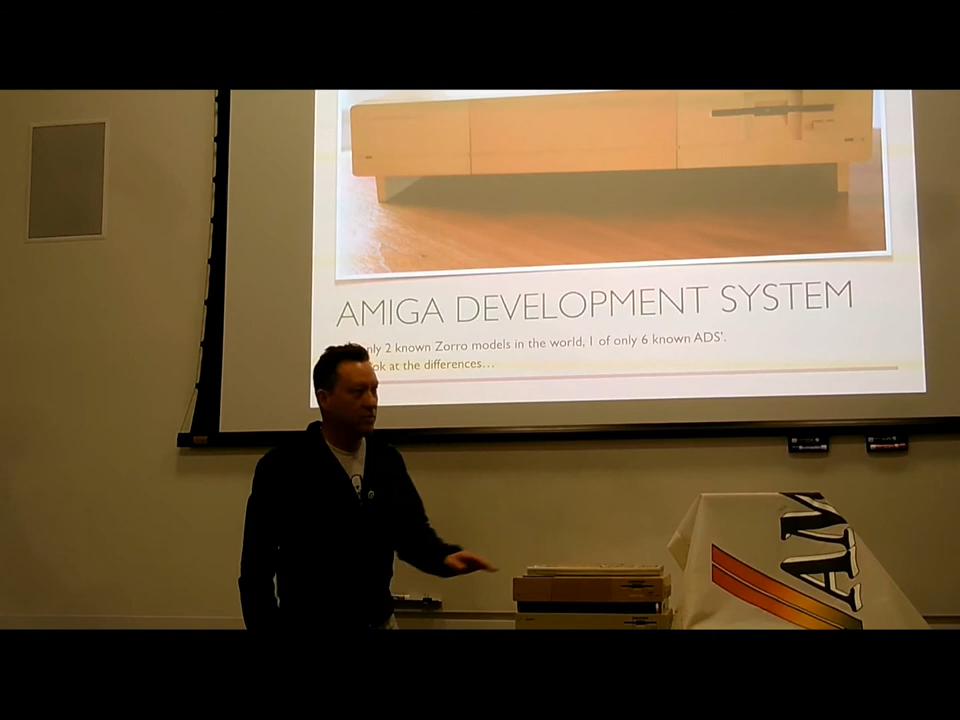 AMIGA DEVELOPMENT SYSTEM
only 2 known Zorro models in the world, 1 of only 6 known ADS'.
at the differences…